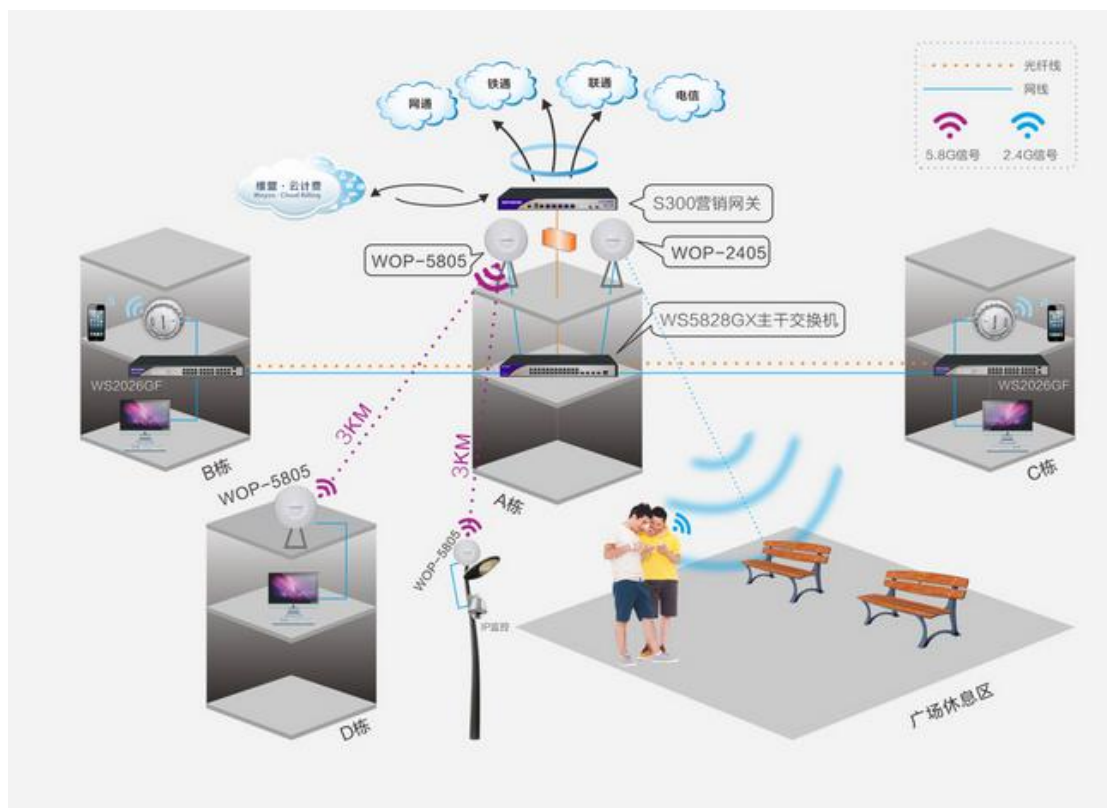 网通
铁通
联通
电信
光纤线
网线
5.8G信号
2.4G信号
维盟·云计费
Wayos·Cloud Billing
S300营销网关
WOP-5805
WOP-2405
WS5828GX主干交换机
WS2026GF
WS2026GF
3KM
3KM
B栋
A栋
C栋
WOP-5805
WOP-5805
IP监控
D栋
广场休息区